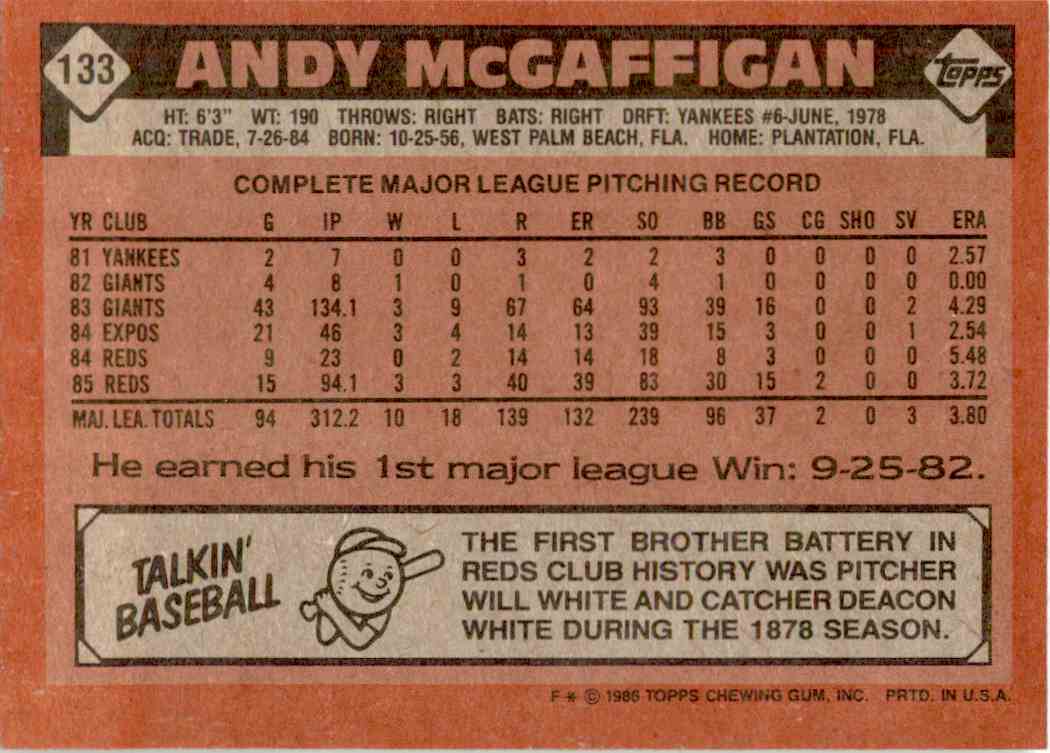 133 ANDY McGAFFIGAN Topps
HT: 6'3" WT: 190 THROWS: RIGHT BATS: RIGHT DRFT: YANKEES #6-JUNE, 1978
ACQ: TRADE, 7-26-84 BORN: 10-25-56, WEST PALM BEACH, FLA. HOME: PLANTATION, FLA.
COMPLETE MAJOR LEAGUE PITCHING RECORD
YR CLUB G IP W L R ER SO BB GS CG SHO SV ERA
81 YANKEES 2 7 0 0 3 2 2 3 0 0 0 0 2.57
82 GIANTS 4 8 1 0 1 0 4 1 0 0 0 0 0.00
83 GIANTS 43 134.1 3 9 67 64 93 39 16 0 0 2 4.29
84 EXPOS 21 46 3 4 14 13 39 15 3 0 0 1 2.54
84 REDS 9 23 0 2 14 14 18 8 3 0 0 0 5.48
85 REDS 15 94.1 3 3 40 39 83 30 15 2 0 0 3.72
MAJ. LEA. TOTALS 94 312.2 10 18 139 132 239 96 37 2 0 3 3.80
He earned his 1st major league Win: 9-25-82.
TALKIN'
BASEBALL
THE FIRST BROTHER BATTERY IN
REDS CLUB HISTORY WAS PITCHER
WILL WHITE AND CATCHER DEACON
WHITE DURING THE 1878 SEASON.
F * © 1986 TOPPS CHEWING GUM, INC. PRTD. IN U.S.A.